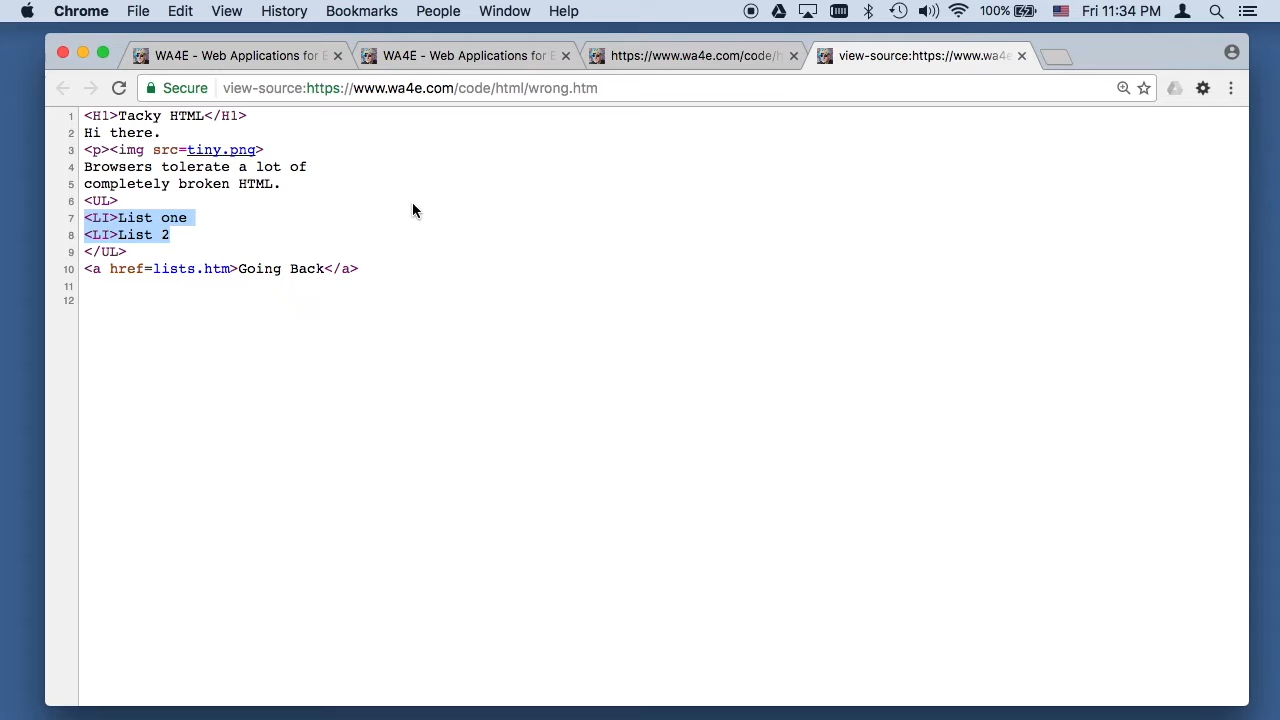 Chrome File Edit View History Bookmarks People Window Help 100% Fri 11:34 PM
WA4E - Web Applications for E WA4E - Web Applications for E https://www.wa4e.com/code/h view-source:https://www.wa4e
Secure view-source:https://www.wa4e.com/code/html/wrong.htm
1 <H1>Tacky HTML</H1>
2 Hi there.
3 <p><img src=tiny.png>
4 Browsers tolerate a lot of
5 completely broken HTML.
6 <UL>
7 <LI>List one
8 <LI>List 2
9 </UL>
10 <a href=lists.htm>Going Back</a>
11
12